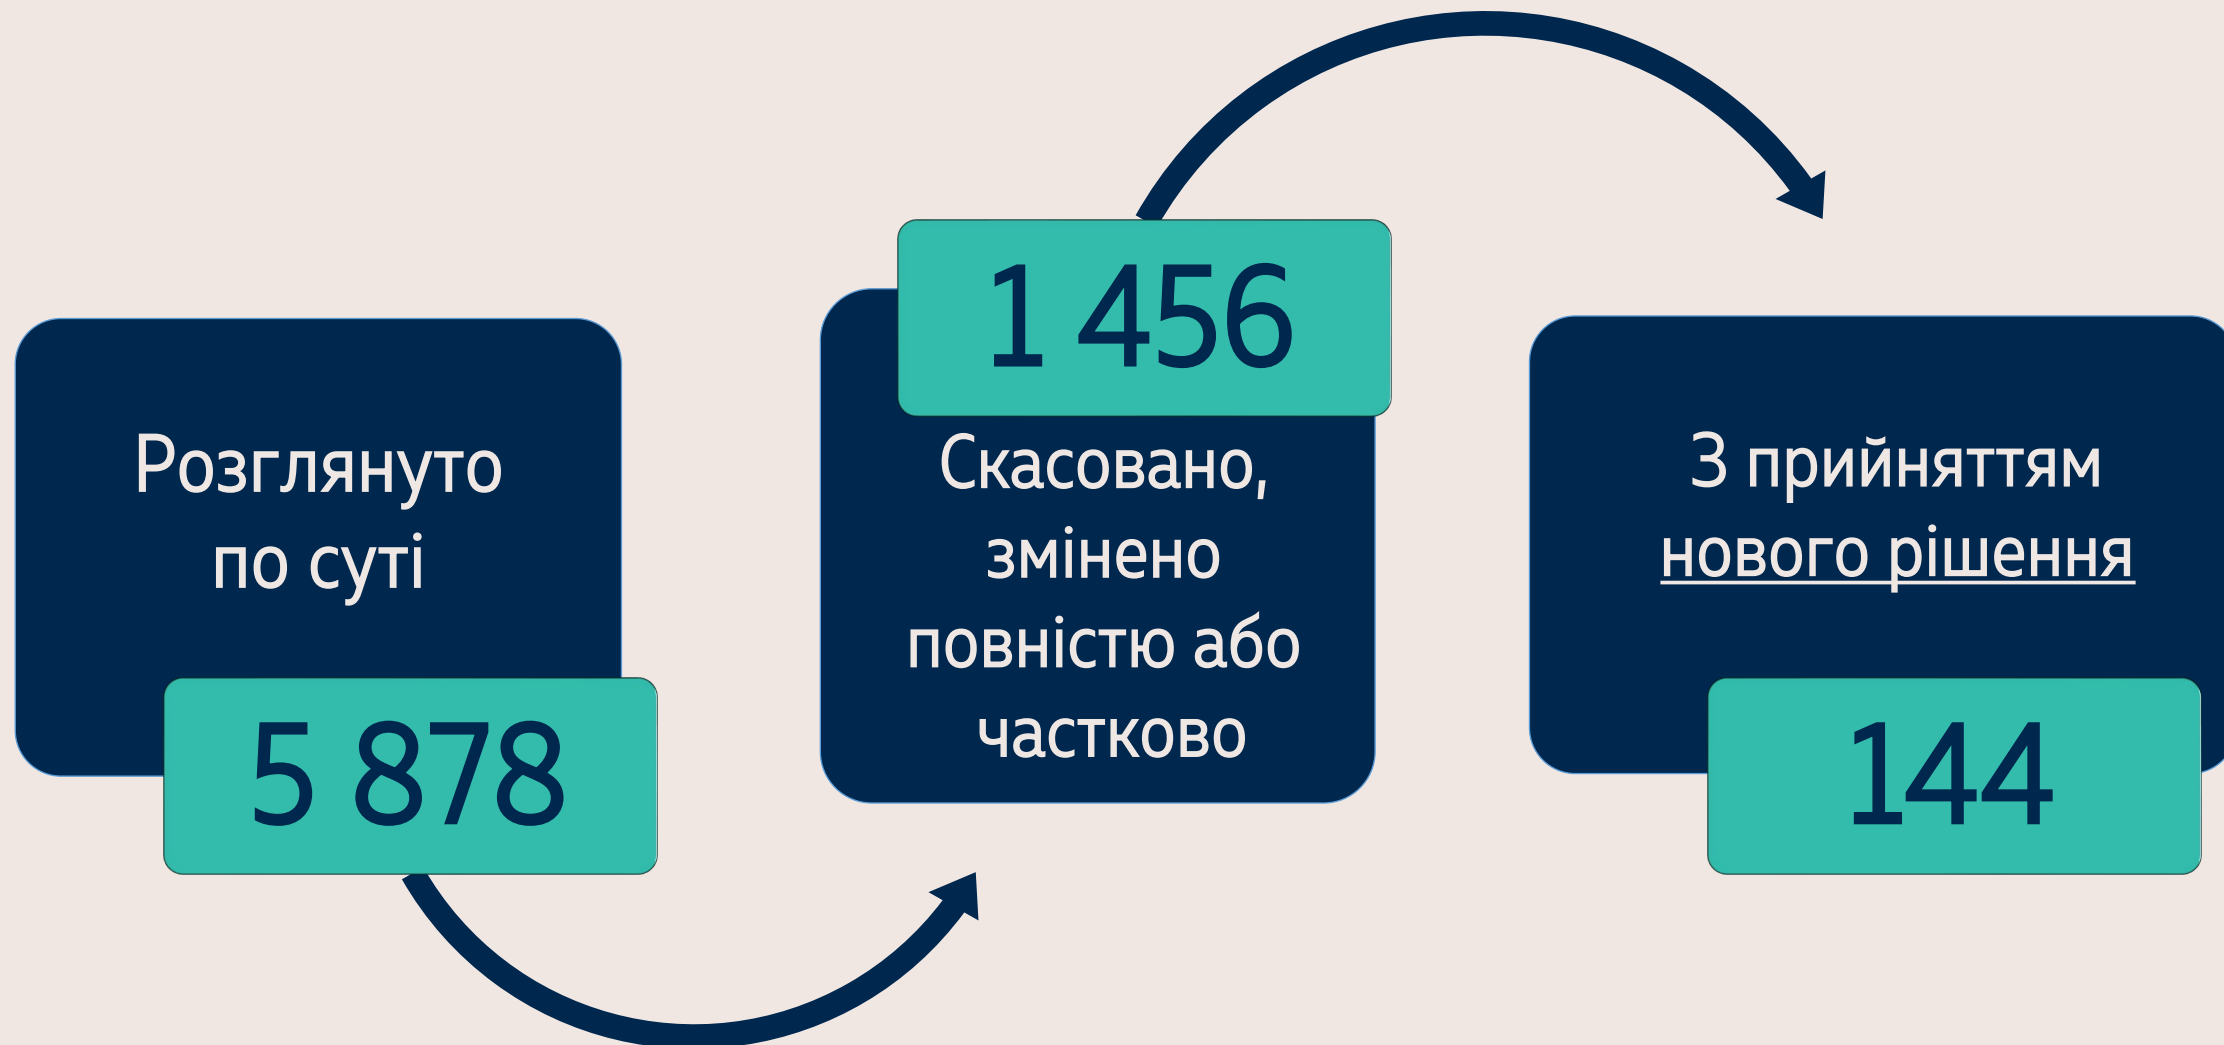 Розглянуто
по суті
5 878
1 456
Скасовано,
змінено
повністю або
частково
З прийняттям
нового рішення
144